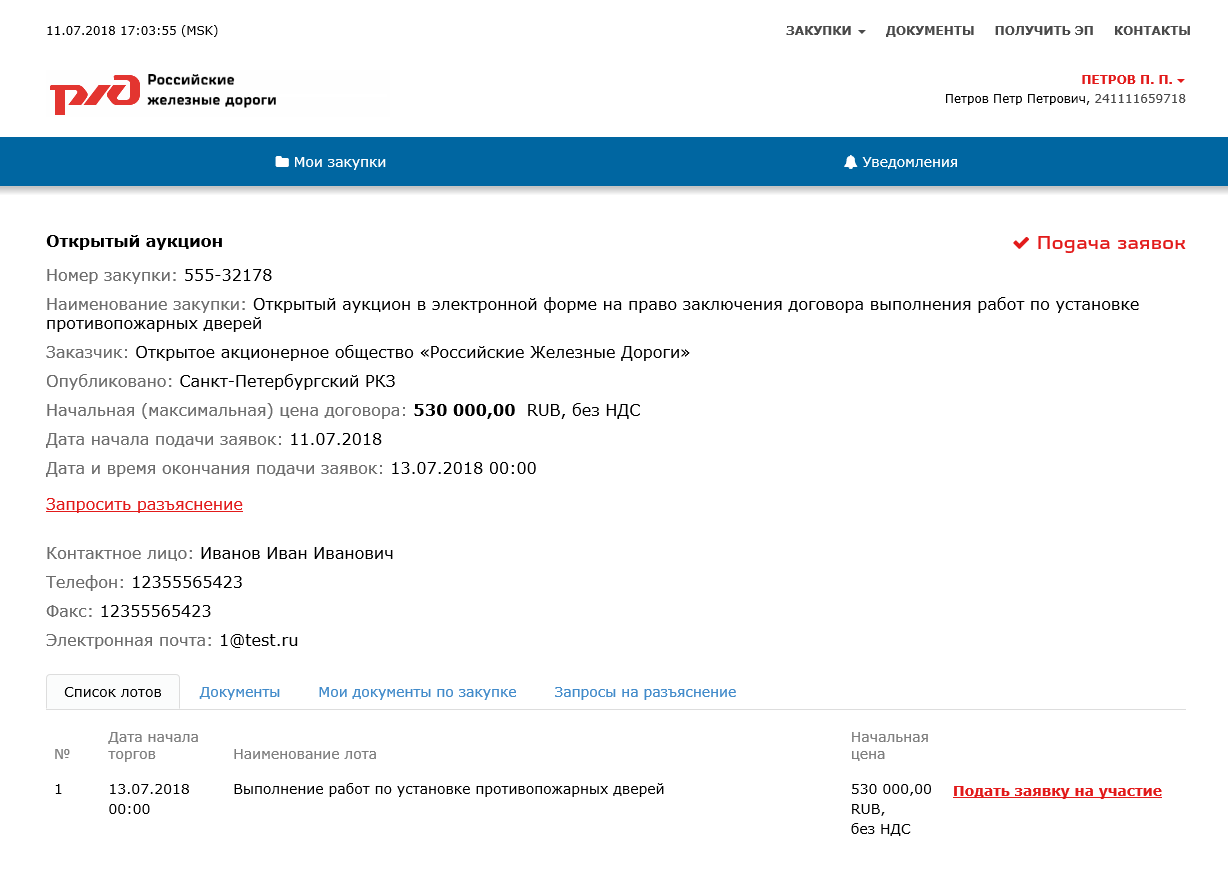 11.07.2018 17:03:55 (MSK)
ЗАКУПКИ ДОКУМЕНТЫ ПОЛУЧИТЬ ЭП КОНТАКТЫ
ржд Российские
железные дороги
ПЕТРОВ П. П.
Петров Петр Петрович, 241111659718
Мои закупки Уведомления
Открытый аукцион
Подача заявок
Номер закупки: 555-32178
Наименование закупки: Открытый аукцион в электронной форме на право заключения договора выполнения работ по установке
противопожарных дверей
Заказчик: Открытое акционерное общество «Российские Железные Дороги»
Опубликовано: Санкт-Петербургский РКЗ
Начальная (максимальная) цена договора: 530 000,00 RUB, без НДС
Дата начала подачи заявок: 11.07.2018
Дата и время окончания подачи заявок: 13.07.2018 00:00
Запросить разъяснение
Контактное лицо: Иванов Иван Иванович
Телефон: 12355565423
Факс: 12355565423
Электронная почта: 1@test.ru
Список лотов Документы Мои документы по закупке Запросы на разъяснение
№ Дата начала
торгов Наименование лота Начальная
цена
1 13.07.2018
00:00 Выполнение работ по установке противопожарных дверей 530 000,00
RUB,
без НДС Подать заявку на участие